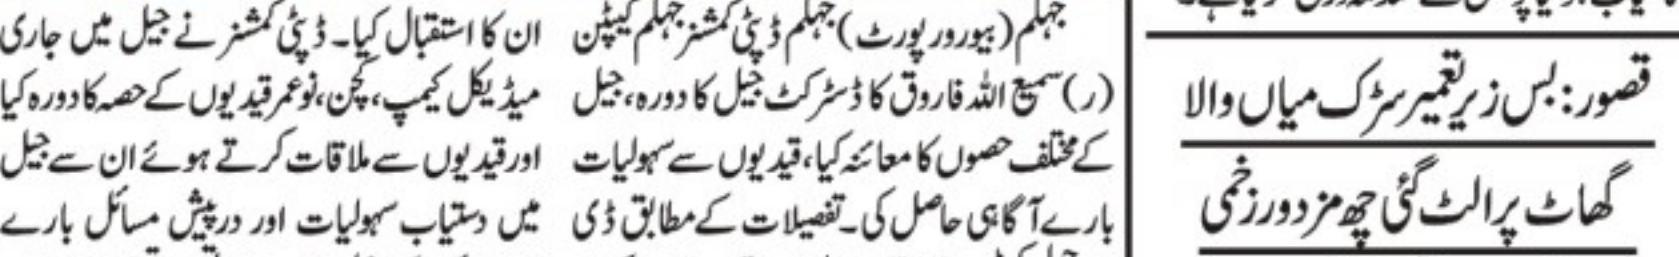 قصور: بس زیر تعمیر سڑک میاں والا
گھاٹ پر الٹ گئی چھ مزدور زخمی
جہلم (بیورورپورٹ) جہلم ڈپٹی کمشنر جہلم کیپٹن
(ر) سمیع اللہ فاروق کا ڈسٹرکٹ جیل کا دورہ، جیل
کے مختلف حصوں کا معائنہ کیا، قیدیوں سے سہولیات
بارے آگاہی حاصل کی۔ تفصیلات کے مطابق ڈی
ان کا استقبال کیا۔ ڈپٹی کمشنر نے جیل میں جاری
میڈیکل کیمپ، کچن، نوعمر قیدیوں کے حصہ کا دورہ کیا
اور قیدیوں سے ملاقات کرتے ہوئے ان سے جیل
میں دستیاب سہولیات اور درپیش مسائل بارے